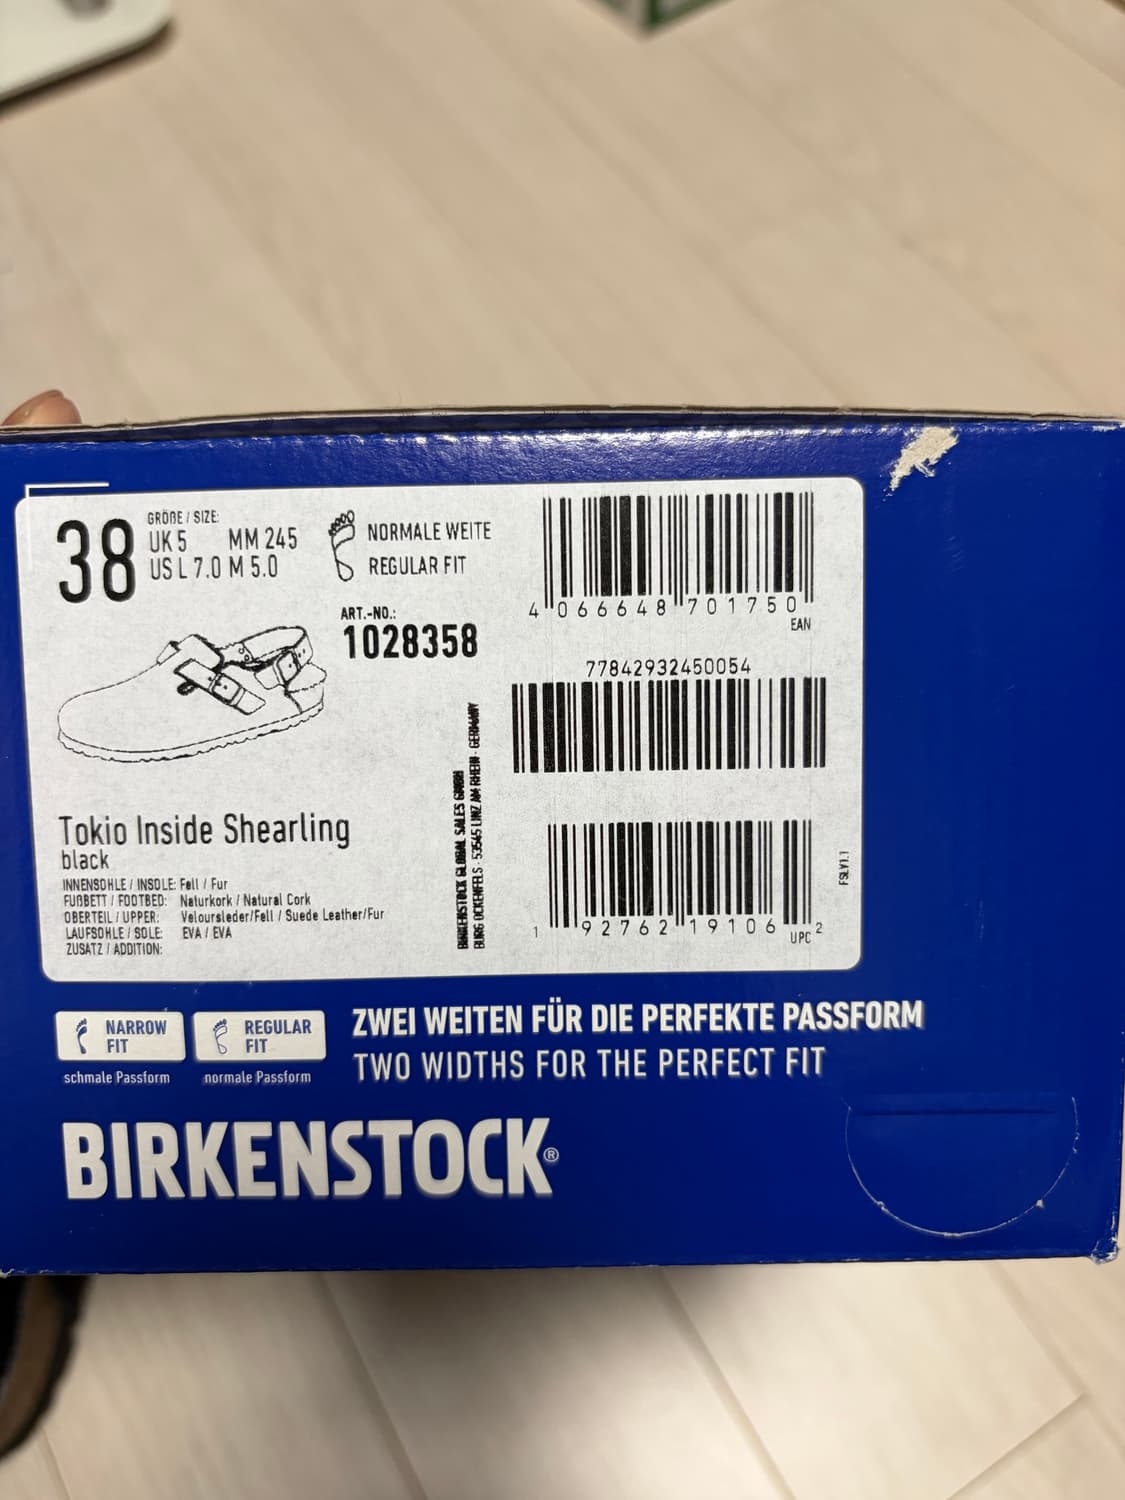 38
GRÖßE / SIZE:
UK 5 MM 245
US L 7.0 M 5.0
NORMALE WEITE
REGULAR FIT
ART.-NO.:
1028358
4 066648 701750
EAN
77842932450054
1 92762 19106 2
UPC
FSLV1.1
BIRKENSTOCK GLOBAL SALES GMBH
BURG OCKENFELS - 53545 LINZ AM RHEIN - GERMANY
Tokio Inside Shearling
black
INNENSOHLE / INSOLE: Fell / Fur
FUßBETT / FOOTBED: Naturkork / Natural Cork
OBERTEIL / UPPER: Veloursleder/Fell / Suede Leather/Fur
LAUFSOHLE / SOLE: EVA / EVA
ZUSATZ / ADDITION:
NARROW
FIT
schmale Passform
REGULAR
FIT
normale Passform
ZWEI WEITEN FÜR DIE PERFEKTE PASSFORM
TWO WIDTHS FOR THE PERFECT FIT
BIRKENSTOCK®